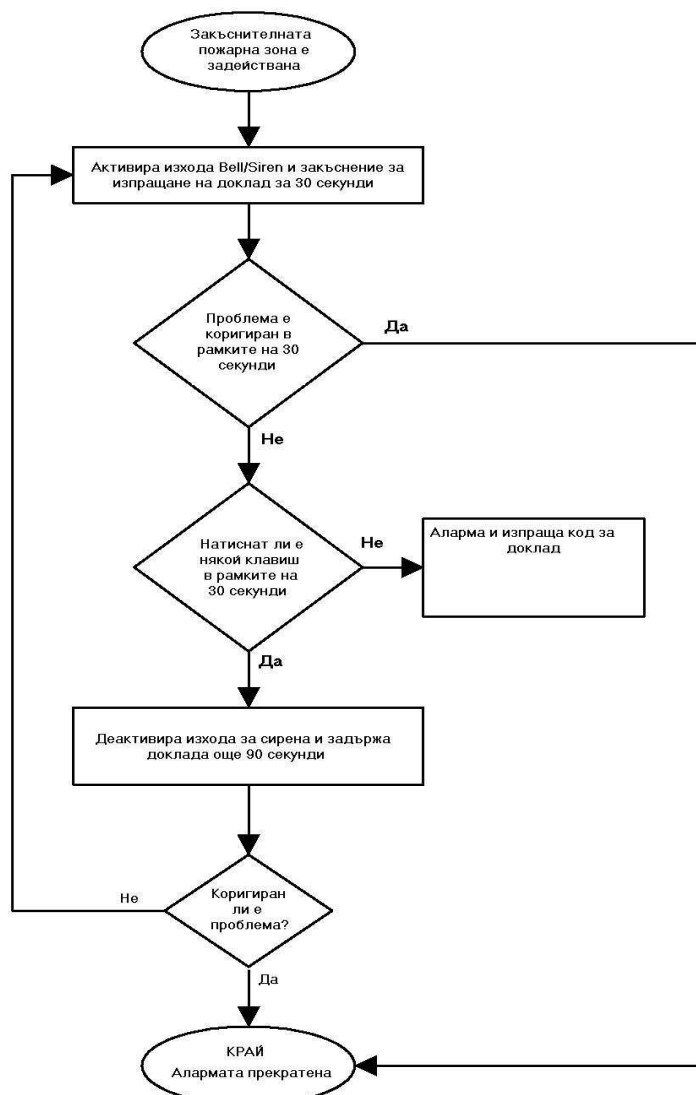 Закъснителната
пожарна зона е
задействана
Активира изхода Bell/Siren и закъснение за
изпращане на доклад за 30 секунди
Проблема е
коригиран в
рамките на 30
секунди
Да
Не
Натиснат ли е
някой клавиш
в рамките на
30 секунди
Не
Аларма и изпраща код за
доклад
Да
Деактивира изхода за сирена и задържа
доклада още 90 секунди
Коригиран
ли е
проблема?
Не
Да
КРАЙ
Алармата прекратена